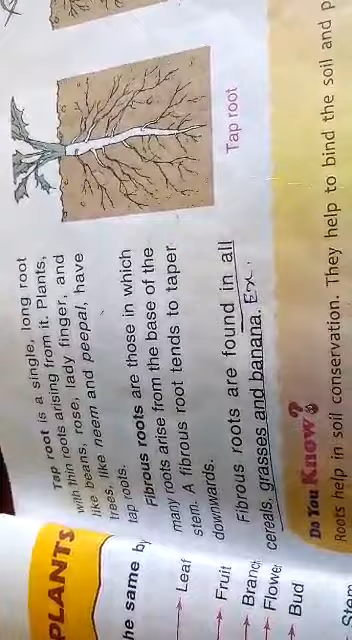 Tap root is a single, long root
with thin roots arising from it. Plants,
like beans, rose, lady finger, and
trees, like neem and peepal, have
tap roots.
Fibrous roots are those in which
many roots arise from the base of the
stem. A fibrous root tends to taper
downwards.
Fibrous roots are found in all
cereals, grasses and banana. Ex.
Tap root
Do You Know?
Roots help in soil conservation. They help to bind the soil and p
PLANTS
he same by
Leaf
Fruit
Branc
Flowe
Bud
Stem